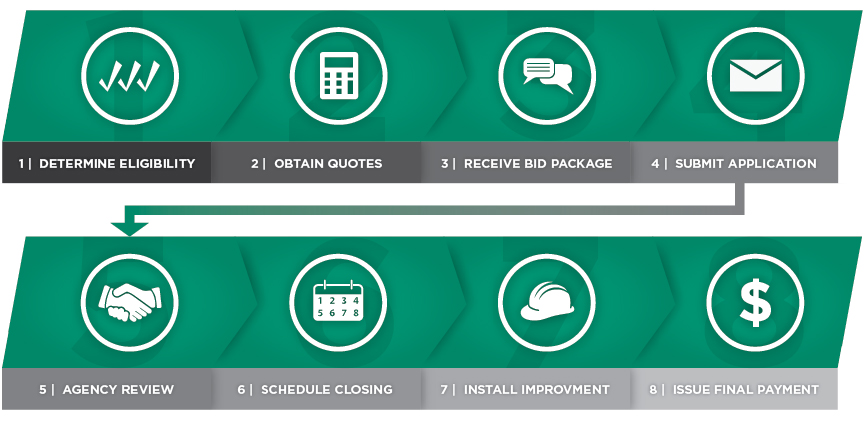 1 | DETERMINE ELIGIBILITY
2 | OBTAIN QUOTES
3 | RECEIVE BID PACKAGE
4 | SUBMIT APPLICATION
1 2 3 4
5 6 7 8
5 | AGENCY REVIEW
6 | SCHEDULE CLOSING
7 | INSTALL IMPROVMENT
$
8 | ISSUE FINAL PAYMENT